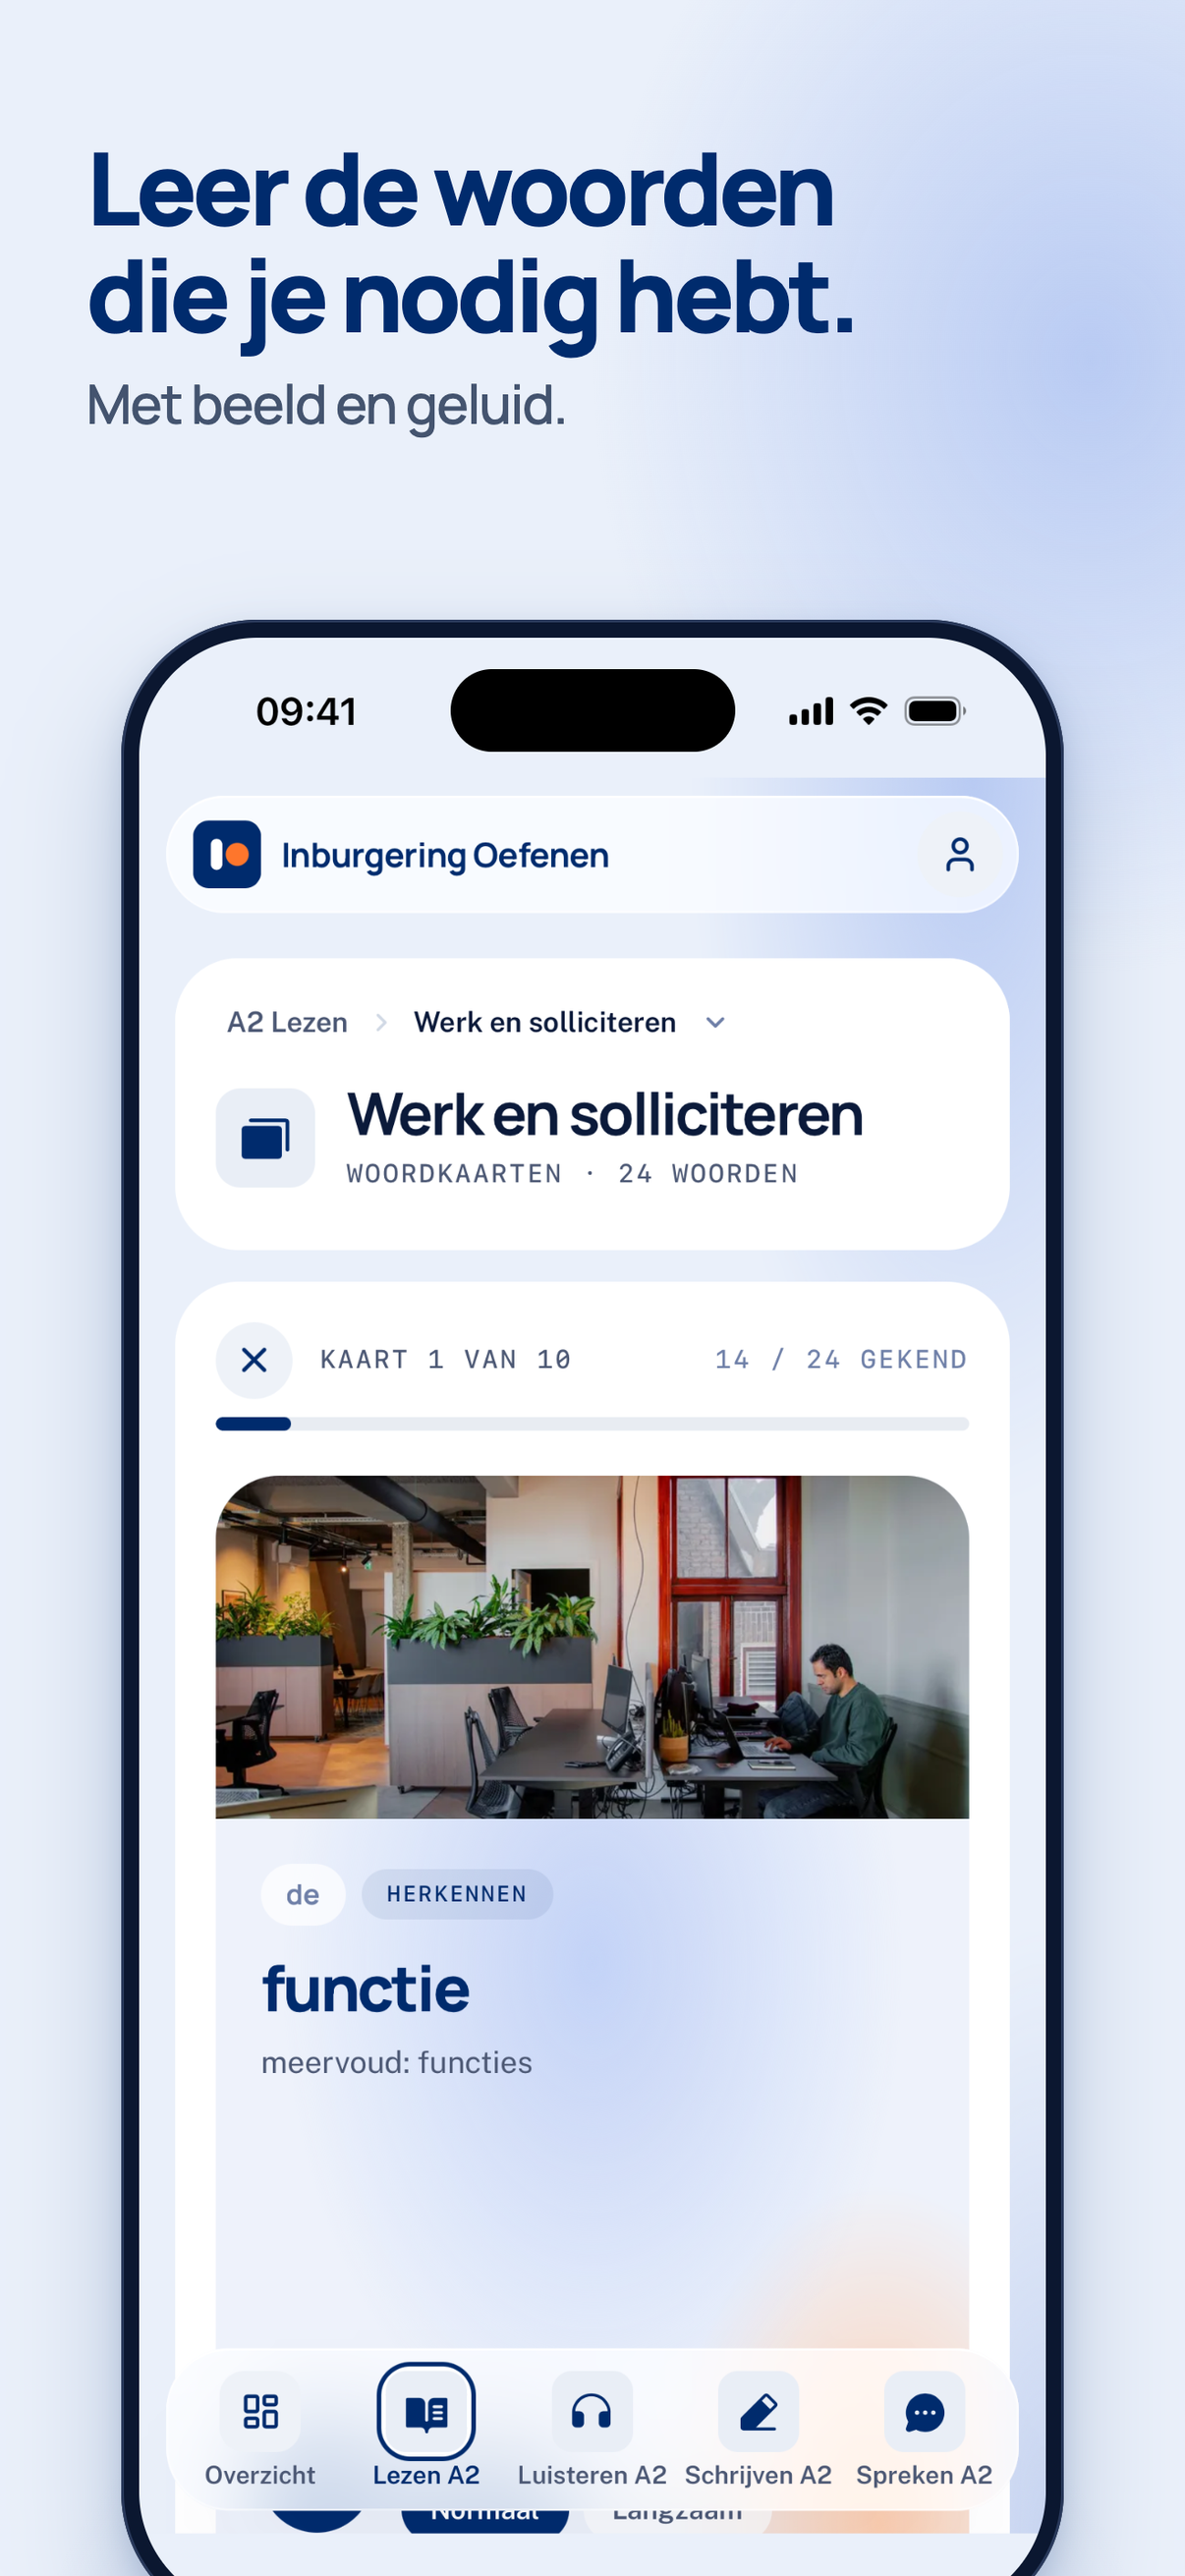 Leer de woorden
die je nodig hebt.
Met beeld en geluid.
09:41
Inburgering Oefenen
A2 Lezen > Werk en solliciteren
Werk en solliciteren
WOORDKAARTEN · 24 WOORDEN
KAART 1 VAN 10 14 / 24 GEKEND
de HERKENNEN
functie
meervoud: functies
Overzicht Lezen A2 Luisteren A2 Schrijven A2 Spreken A2
Normaal Langzaam